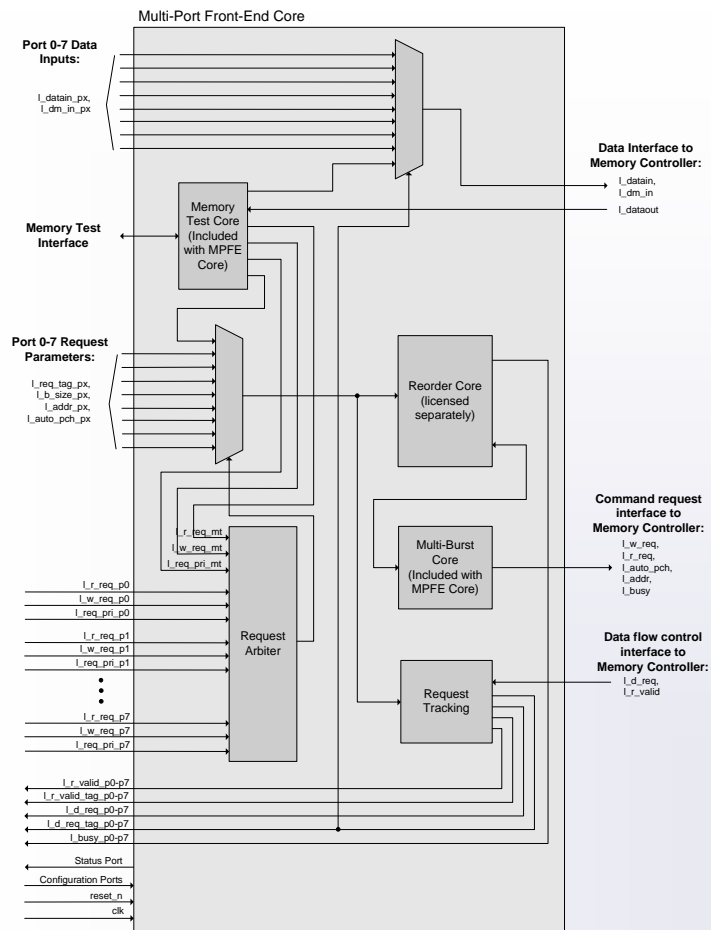 Multi-Port Front-End Core
Port 0-7 Data
Inputs:
l_datain_px,
l_dm_in_px
Data Interface to
Memory Controller:
l_datain,
l_dm_in
l_dataout
Memory
Test Core
(Included
with MPFE
Core)
Memory Test
Interface
Port 0-7 Request
Parameters:
l_req_tag_px,
l_b_size_px,
l_addr_px,
l_auto_pch_px
Reorder Core
(licensed
separately)
Command request
interface to
Memory Controller:
l_w_req,
l_r_req,
l_auto_pch,
l_addr,
l_busy
Multi-Burst
Core
(Included with
MPFE Core)
l_r_req_mt
l_w_req_mt
l_req_pri_mt
l_r_req_p0
l_w_req_p0
l_req_pri_p0
l_r_req_p1
l_w_req_p1
l_req_pri_p1
l_r_req_p7
l_w_req_p7
l_req_pri_p7
Request
Arbiter
Data flow control
interface to
Memory Controller:
l_d_req,
l_r_valid
Request
Tracking
l_r_valid_p0-p7
l_r_valid_tag_p0-p7
l_d_req_p0-p7
l_d_req_tag_p0-p7
l_busy_p0-p7
Status Port
Configuration Ports
reset_n
clk